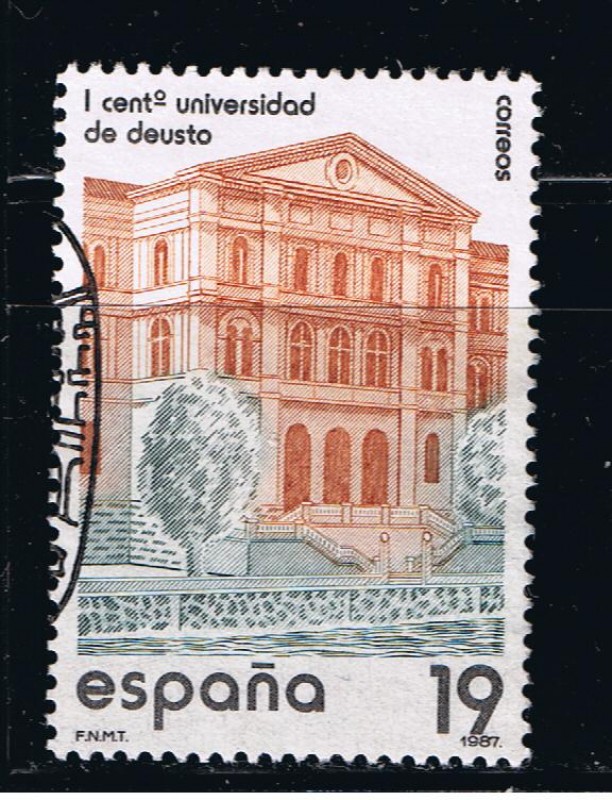 I centº universidad
de deusto
correos
españa
19
F.N.M.T.
1987.